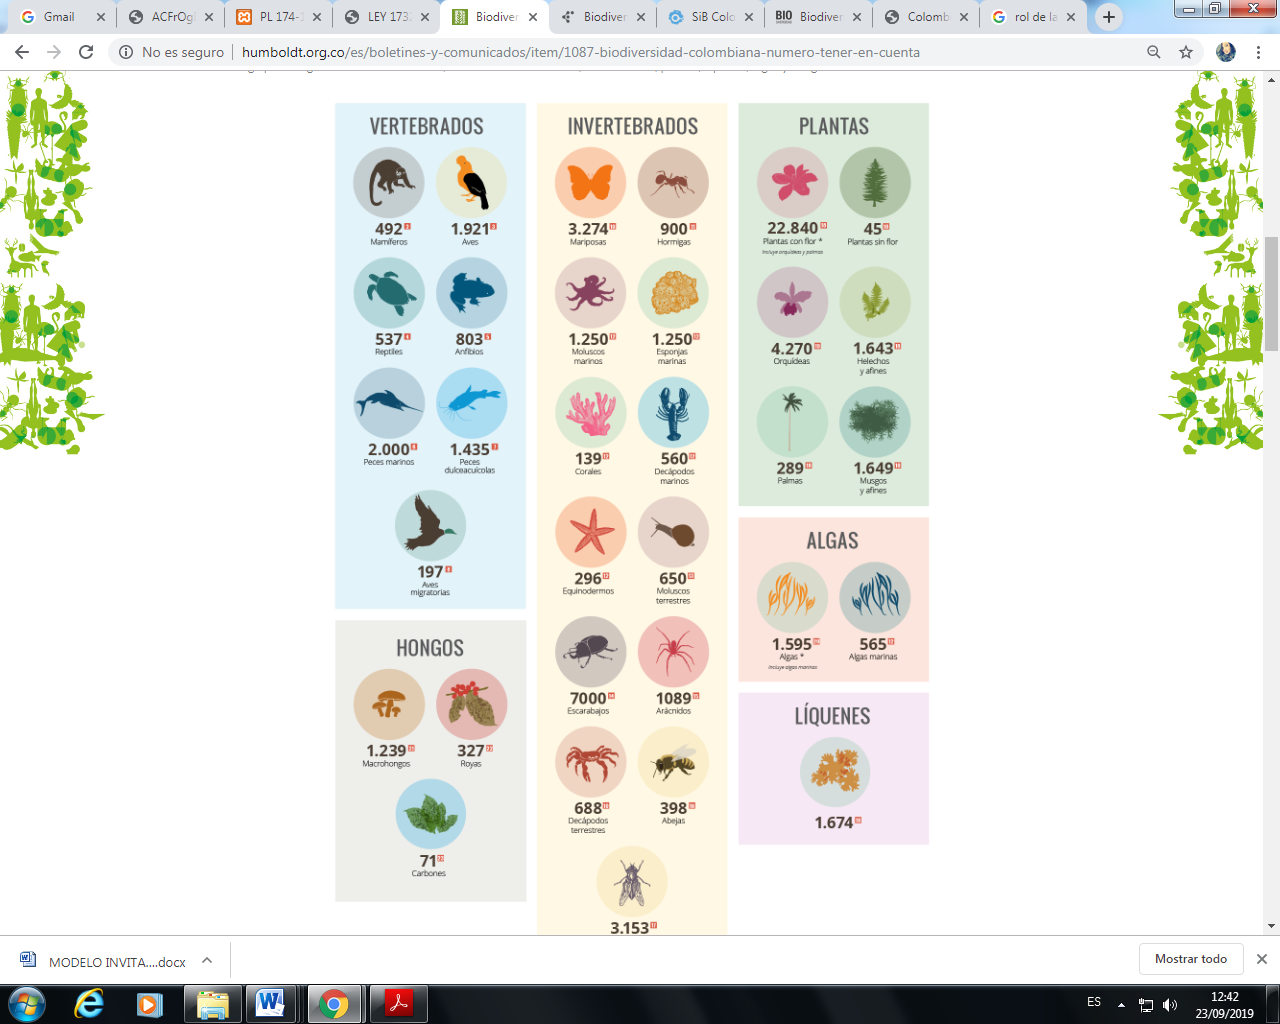 Gmail
ACFrOg
PL 174-1
LEY 173
Biodiver
Biodiver
SiB Colo
BIO
Biodiver
Colomb
rol de la
No es seguro
humboldt.org.co/es/boletines-y-comunicados/item/1087-biodiversidad-colombiana-numero-tener-en-cuenta
VERTEBRADOS
492
Mamíferos
1.921
Aves
537
Reptiles
803
Anfibios
2.000
Peces marinos
1.435
Peces
dulceacuícolas
197
Aves
migratorias
HONGOS
1.239
Macrohongos
327
Royas
71
Carbones
INVERTEBRADOS
3.274
Mariposas
900
Hormigas
1.250
Moluscos
marinos
1.250
Esponjas
marinas
139
Corales
560
Decápodos
marinos
296
Equinodermos
650
Moluscos
terrestres
7000
Escarabajos
1089
Arácnidos
688
Decápodos
terrestres
398
Abejas
3.153
PLANTAS
22.840
Plantas con flor *
Incluye orquídeas y palmas
45
Plantas sin flor
4.270
Orquídeas
1.643
Helechos
y afines
289
Palmas
1.649
Musgos
y afines
ALGAS
1.595
Algas *
Incluye algas marinas
565
Algas marinas
LÍQUENES
1.674
MODELO INVITA....docx
Mostrar todo
ES
12:42
23/09/2019